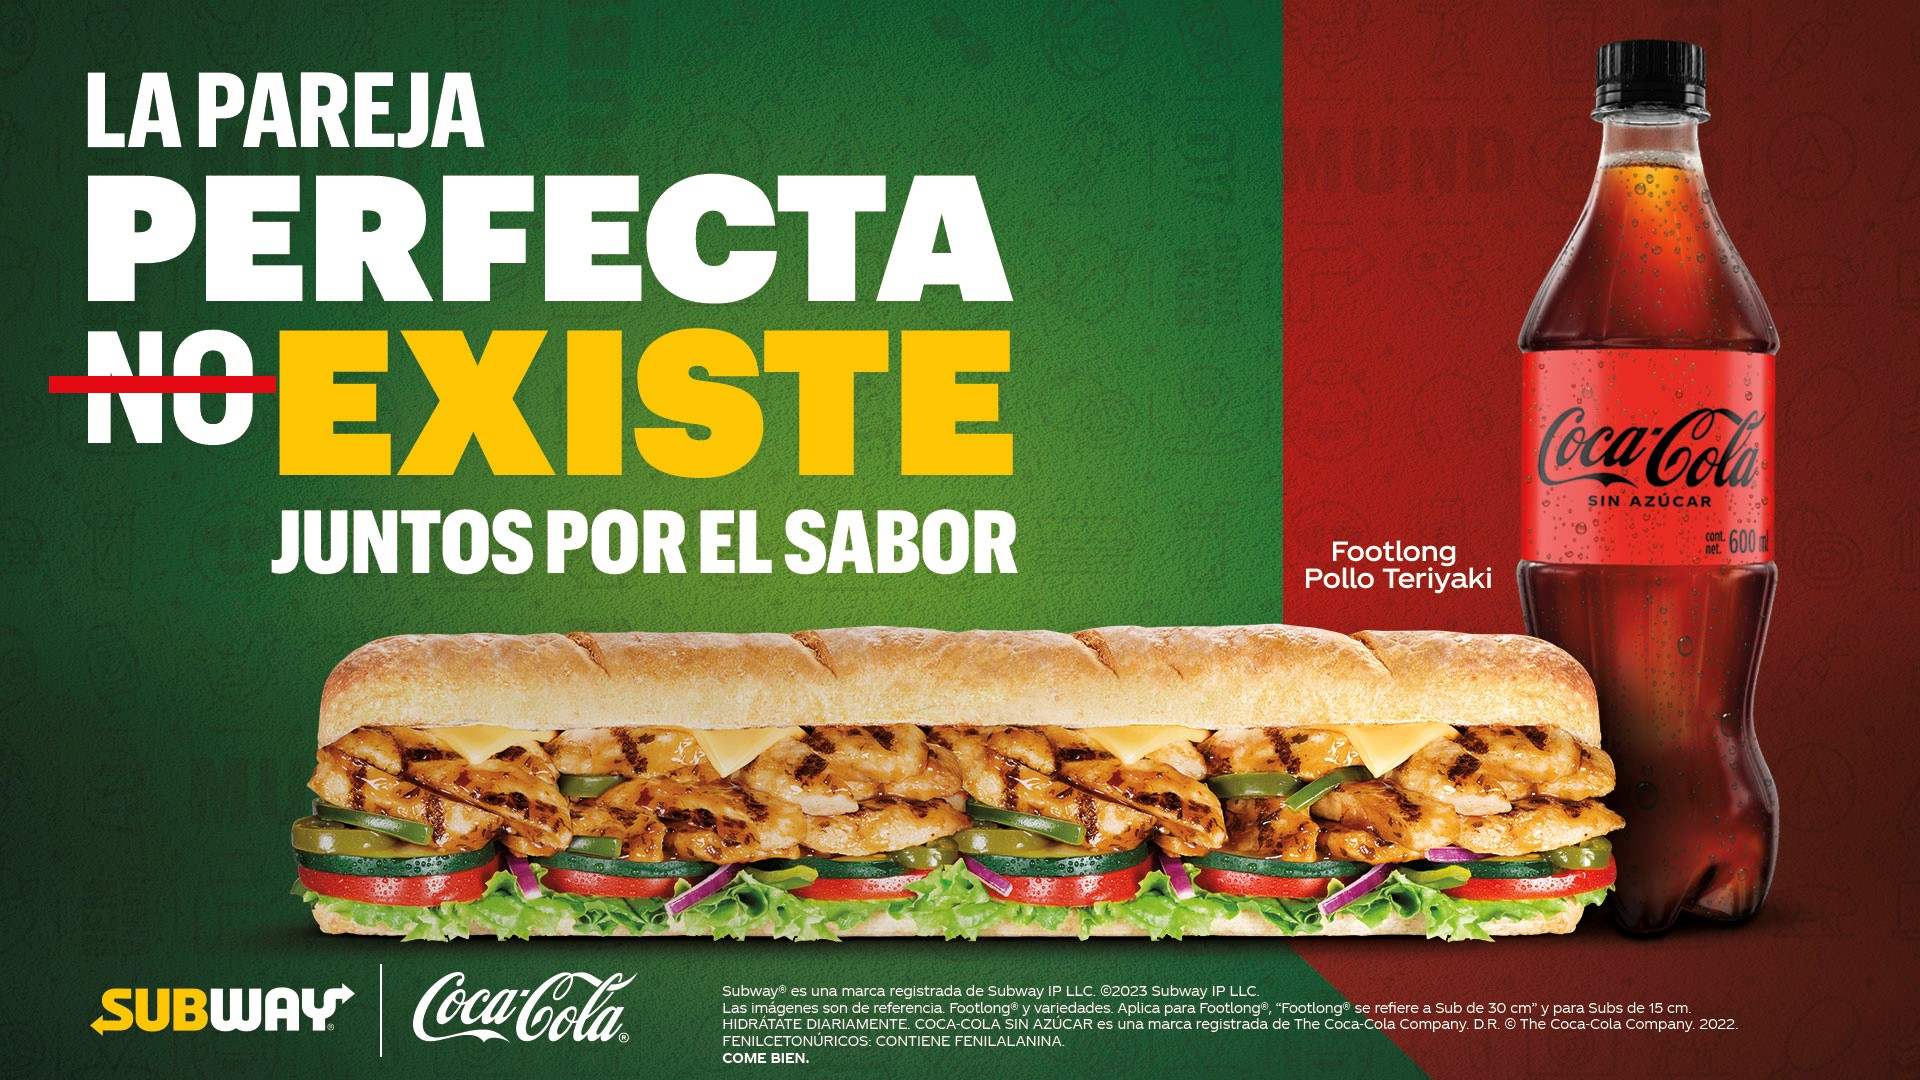 LA PAREJA
PERFECTA
NO EXISTE
JUNTOS POR EL SABOR
MUND
Coca-Cola
SIN AZÚCAR
cont. net. 600 ml
Footlong
Pollo Teriyaki
SUBWAY®
Coca-Cola®
Subway® es una marca registrada de Subway IP LLC. ©2023 Subway IP LLC.
Las imágenes son de referencia. Footlong® y variedades. Aplica para Footlong®, “Footlong® se refiere a Sub de 30 cm” y para Subs de 15 cm.
HIDRÁTATE DIARIAMENTE. COCA-COLA SIN AZÚCAR es una marca registrada de The Coca-Cola Company. D.R. © The Coca-Cola Company. 2022.
FENILCETONÚRICOS: CONTIENE FENILALANINA.
COME BIEN.